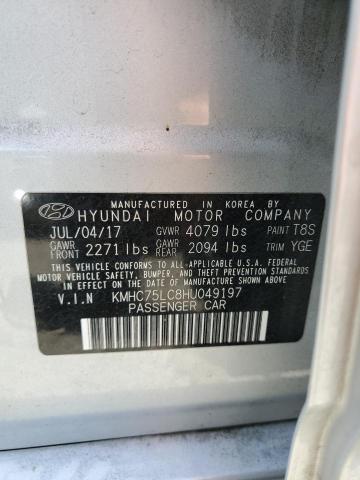 MANUFACTURED IN KOREA BY
HYUNDAI MOTOR COMPANY
JUL/04/17 GVWR 4079 lbs PAINT T8S
GAWR FRONT 2271 lbs GAWR REAR 2094 lbs TRIM YGE
THIS VEHICLE CONFORMS TO ALL APPLICABLE U.S.A FEDERAL
MOTOR VEHICLE SAFETY, BUMPER, AND THEFT PREVENTION
STANDARDS IN EFFECT ON THE DATE OF MANUFACTURE
SHOWN ABOVE.
V.I.N KMHC75LC8HU049197
PASSENGER CAR